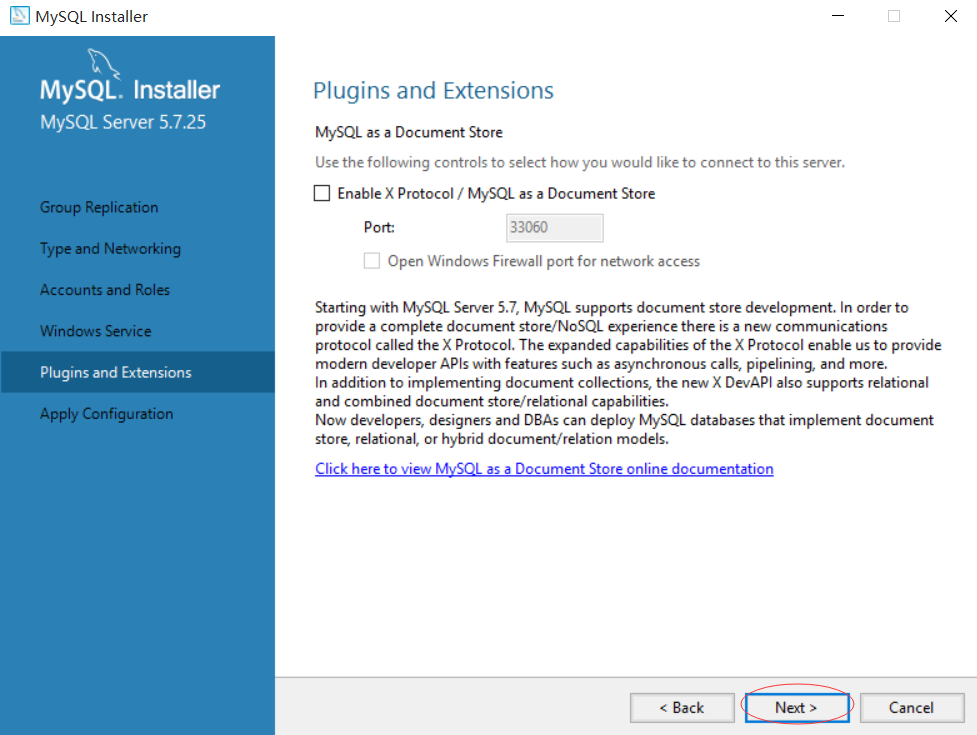 MySQL Installer
MySQL. Installer
MySQL Server 5.7.25
Group Replication
Type and Networking
Accounts and Roles
Windows Service
Plugins and Extensions
Apply Configuration
Plugins and Extensions
MySQL as a Document Store
Use the following controls to select how you would like to connect to this server.
Enable X Protocol / MySQL as a Document Store
Port:
33060
Open Windows Firewall port for network access
Starting with MySQL Server 5.7, MySQL supports document store development. In order to
provide a complete document store/NoSQL experience there is a new communications
protocol called the X Protocol. The expanded capabilities of the X Protocol enable us to provide
modern developer APIs with features such as asynchronous calls, pipelining, and more.
In addition to implementing document collections, the new X DevAPI also supports relational
and combined document store/relational capabilities.
Now developers, designers and DBAs can deploy MySQL databases that implement document
store, relational, or hybrid document/relation models.
Click here to view MySQL as a Document Store online documentation
< Back
Next >
Cancel